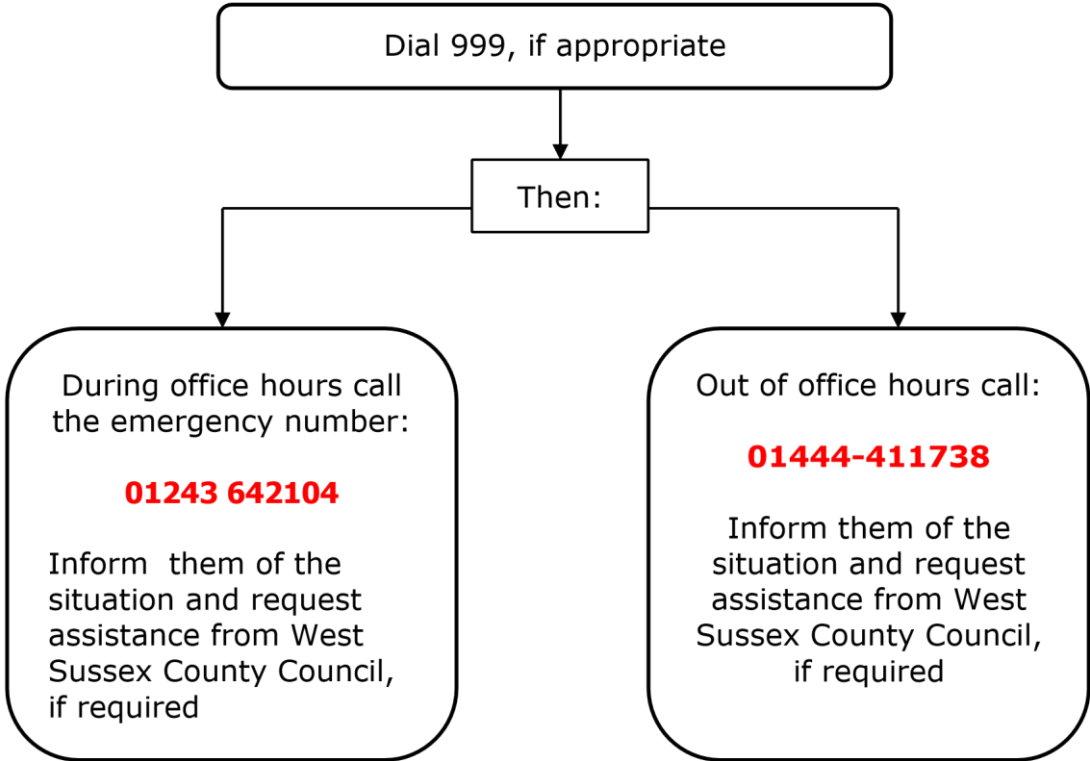 Dial 999, if appropriate
Then:
During office hours call
the emergency number:
01243 642104
Inform  them of the
situation and request
assistance from West
Sussex County Council,
if required
Out of office hours call:
01444-411738
Inform them of the
situation and request
assistance from West
Sussex County Council,
if required